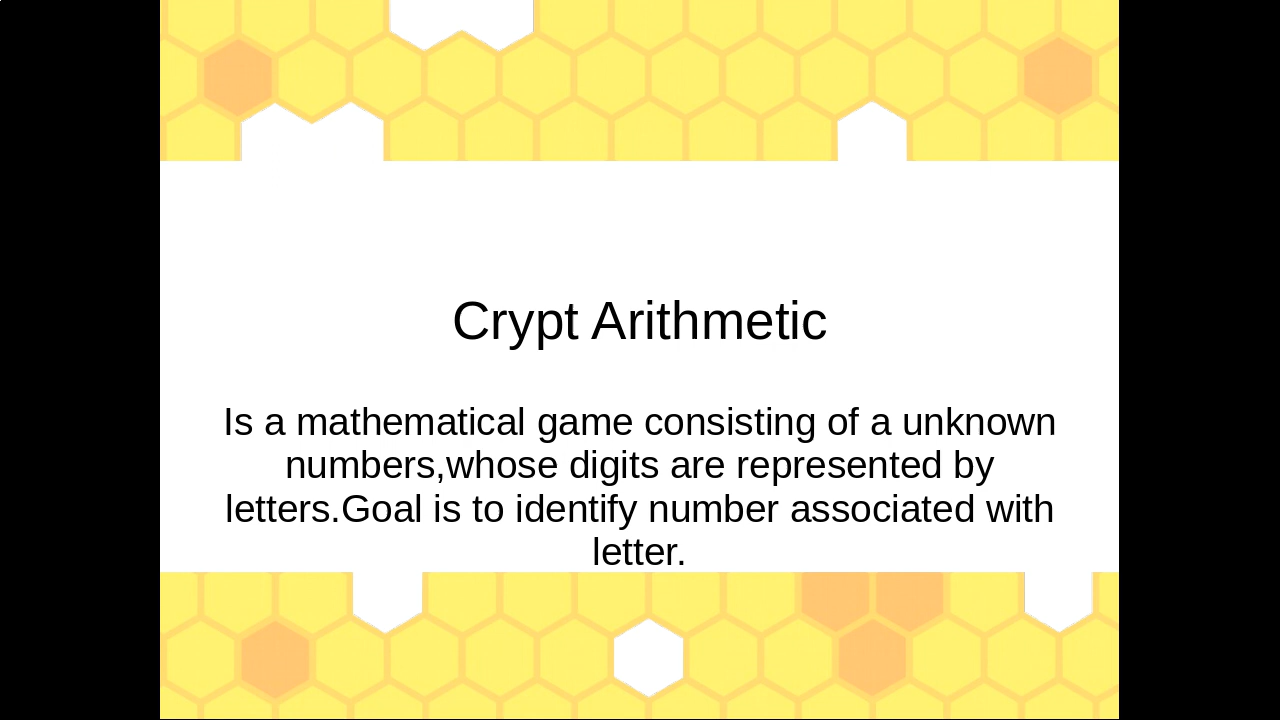 Crypt Arithmetic
Is a mathematical game consisting of a unknown
numbers,whose digits are represented by
letters.Goal is to identify number associated with
letter.